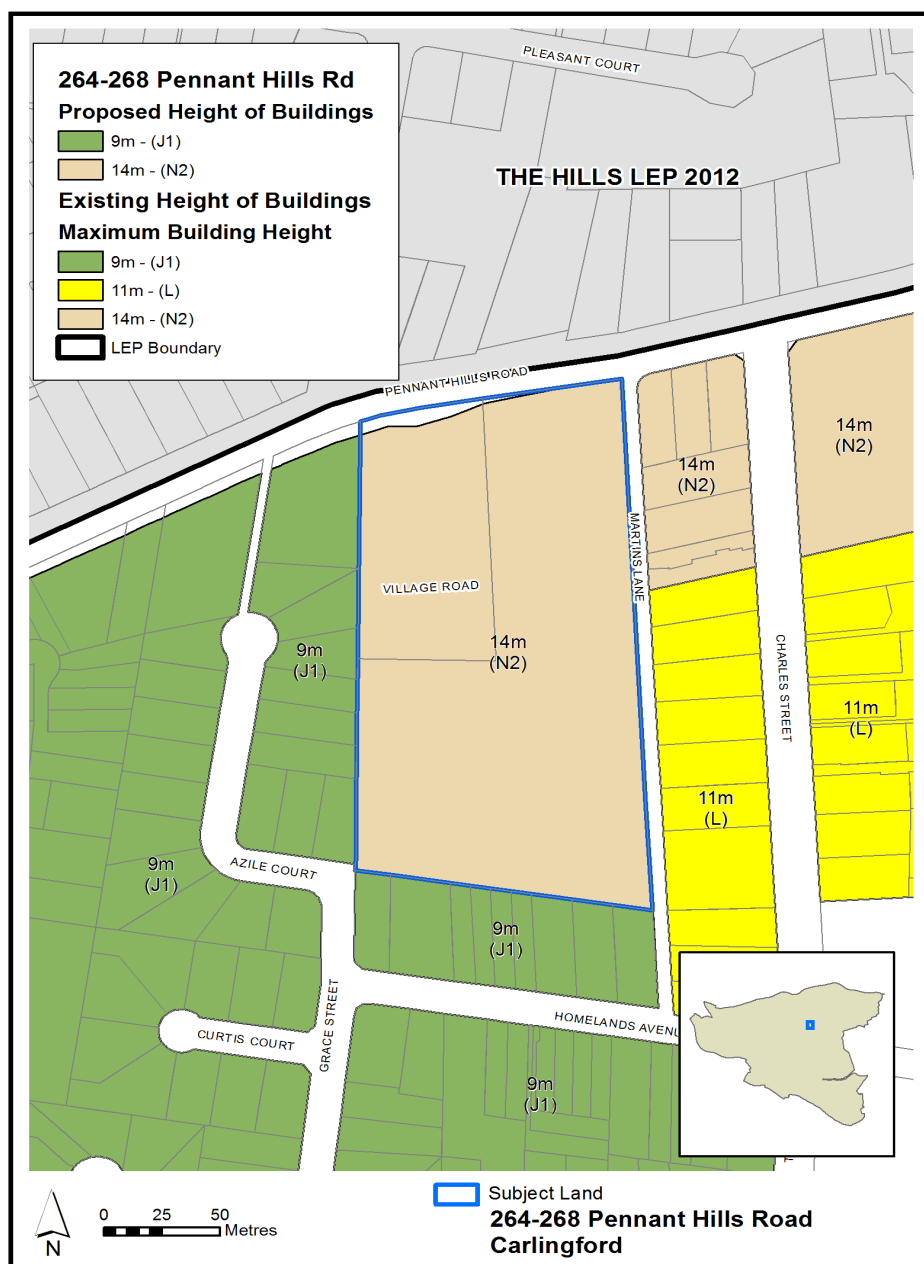 264-268 Pennant Hills Rd
Proposed Height of Buildings
9m - (J1)
14m - (N2)
Existing Height of Buildings
Maximum Building Height
9m - (J1)
11m - (L)
14m - (N2)
LEP Boundary
PLEASANT COURT
THE HILLS LEP 2012
PENNANT HILLS ROAD
14m
(N2)
14m
(N2)
MARTINS LANE
VILLAGE ROAD
14m
(N2)
9m
(J1)
CHARLES STREET
11m
(L)
11m
(L)
AZILE COURT
9m
(J1)
9m
(J1)
GRACE STREET
HOMELANDS AVENU
CURTIS COURT
9m
(J1)
N
0 25 50
Metres
Subject Land
264-268 Pennant Hills Road
Carlingford